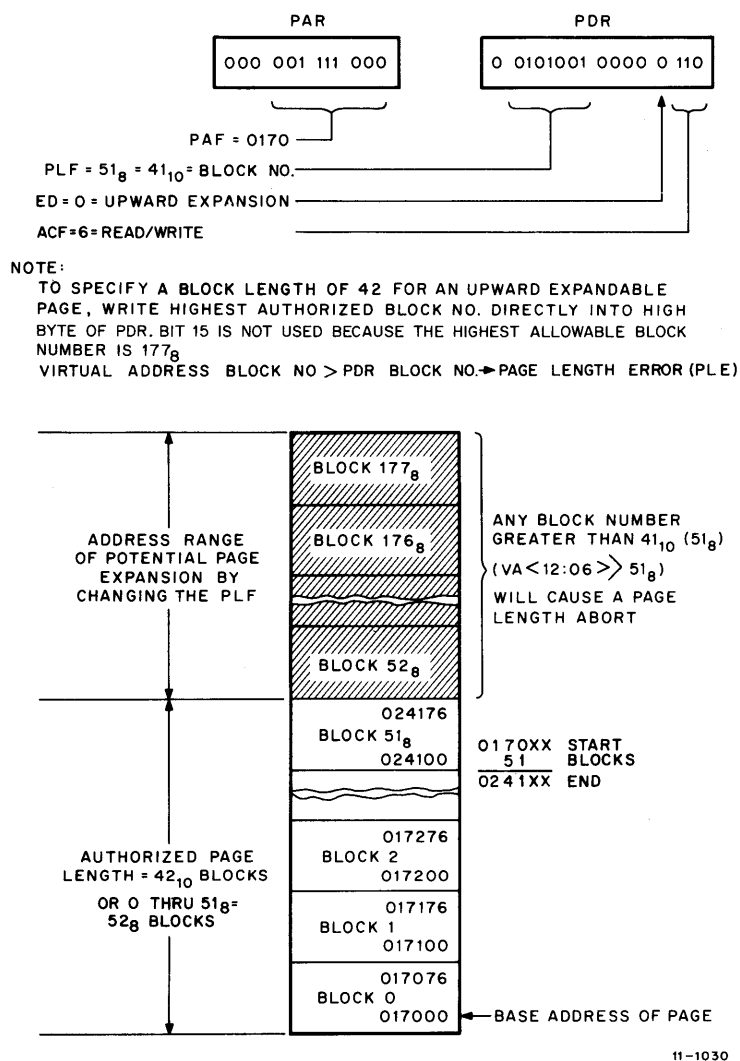 PAR
PDR
000 001 111 000
0 0101001 0000 0 110
PAF = 0170
PLF = 51₈ = 41₁₀ = BLOCK NO.
ED = 0 = UPWARD EXPANSION
ACF=6=READ/WRITE
NOTE:
TO SPECIFY A BLOCK LENGTH OF 42 FOR AN UPWARD EXPANDABLE
PAGE, WRITE HIGHEST AUTHORIZED BLOCK NO. DIRECTLY INTO HIGH
BYTE OF PDR. BIT 15 IS NOT USED BECAUSE THE HIGHEST ALLOWABLE BLOCK
NUMBER IS 177₈
VIRTUAL ADDRESS BLOCK NO > PDR BLOCK NO.→PAGE LENGTH ERROR (PLE)
BLOCK 177₈
BLOCK 176₈
BLOCK 52₈
ADDRESS RANGE
OF POTENTIAL PAGE
EXPANSION BY
CHANGING THE PLF
ANY BLOCK NUMBER
GREATER THAN 41₁₀ (51₈)
(VA<12:06>> 51₈)
WILL CAUSE A PAGE
LENGTH ABORT
024176
BLOCK 51₈
024100
0170XX START
51 BLOCKS
0241XX END
AUTHORIZED PAGE
LENGTH = 42₁₀ BLOCKS
OR 0 THRU 51₈=
52₈ BLOCKS
017276
BLOCK 2
017200
017176
BLOCK 1
017100
017076
BLOCK 0
017000
BASE ADDRESS OF PAGE
11-1030